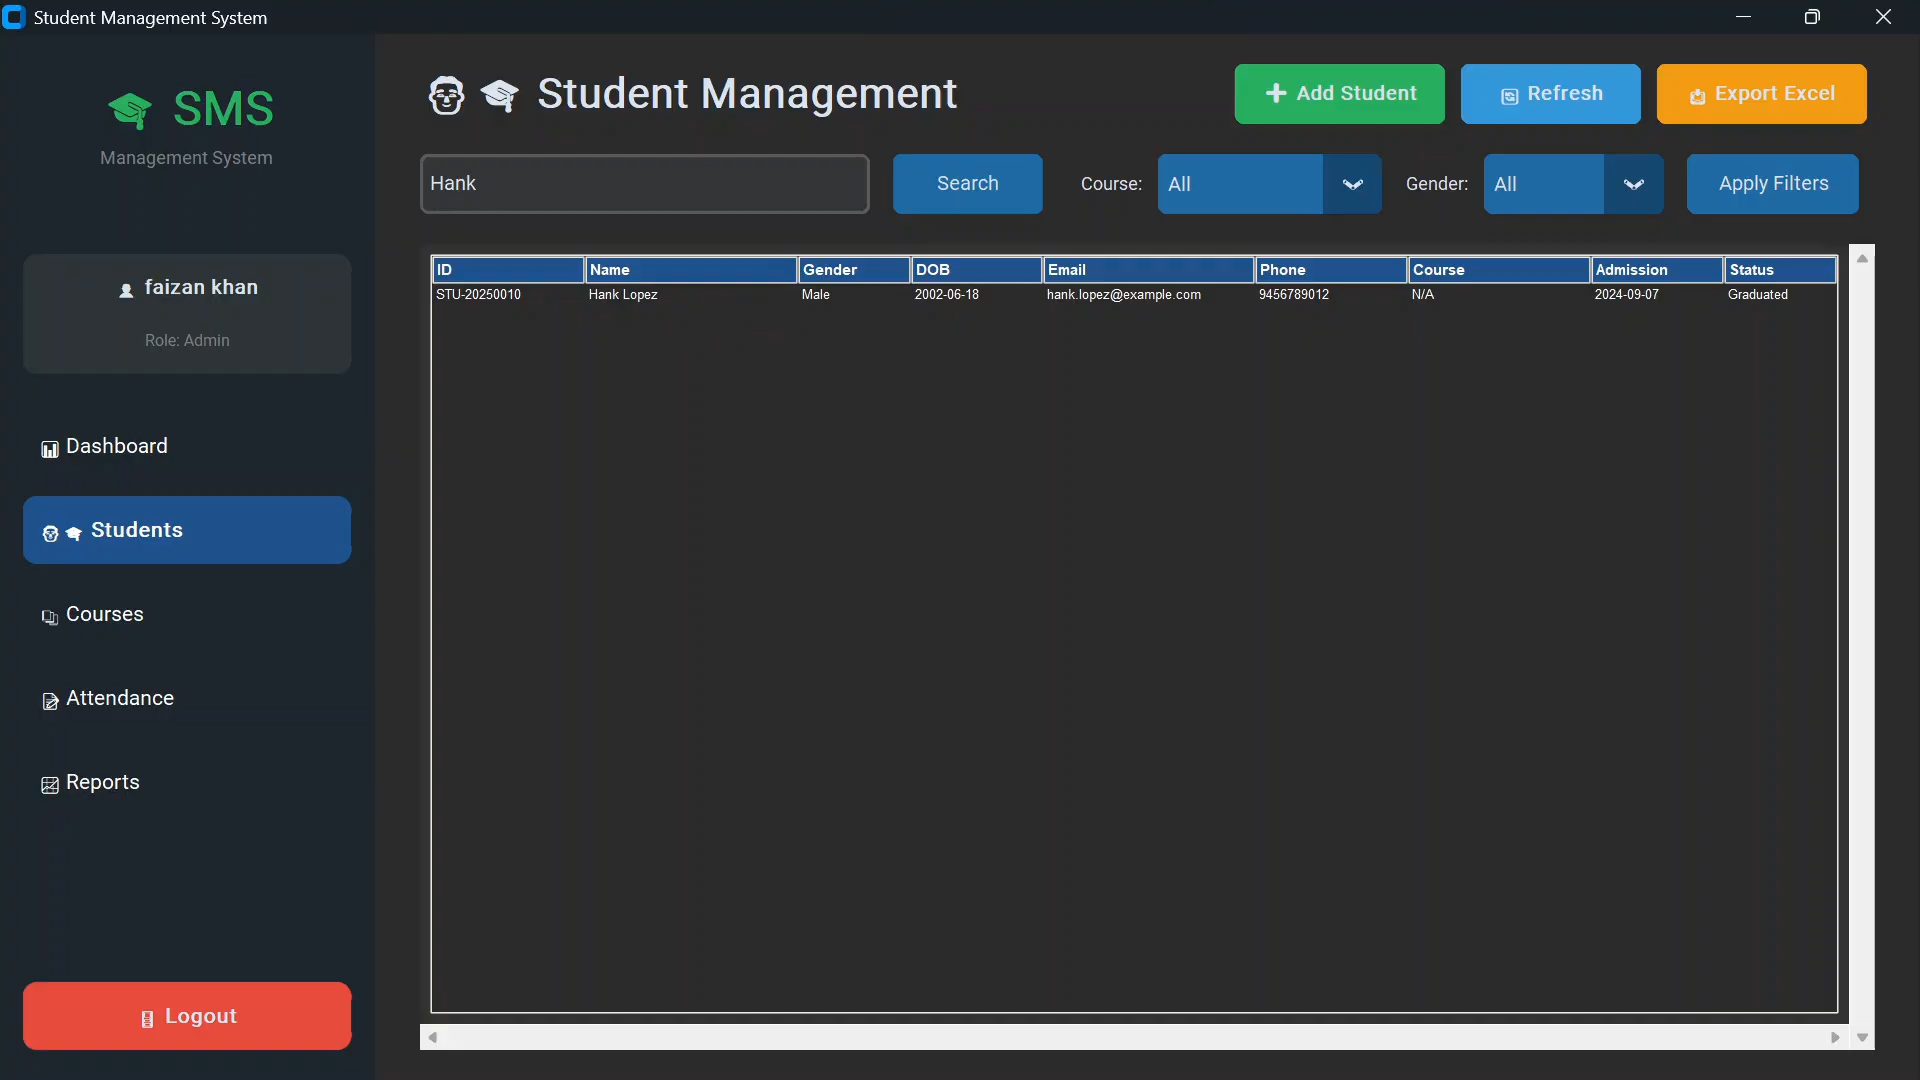 Student Management System
SMS
Management System
faizan khan
Role: Admin
Dashboard
Students
Courses
Attendance
Reports
Logout
Student Management
Add Student
Refresh
Export Excel
Hank
Search
Course: All
Gender: All
Apply Filters
ID Name Gender DOB Email Phone Course Admission Status
STU-20250010 Hank Lopez Male 2002-06-18 hank.lopez@example.com 9456789012 N/A 2024-09-07 Graduated